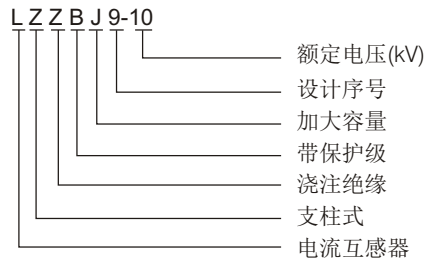 LZZBJ9-10
额定电压(kV)
设计序号
加大容量
带保护级
浇注绝缘
支柱式
电流互感器